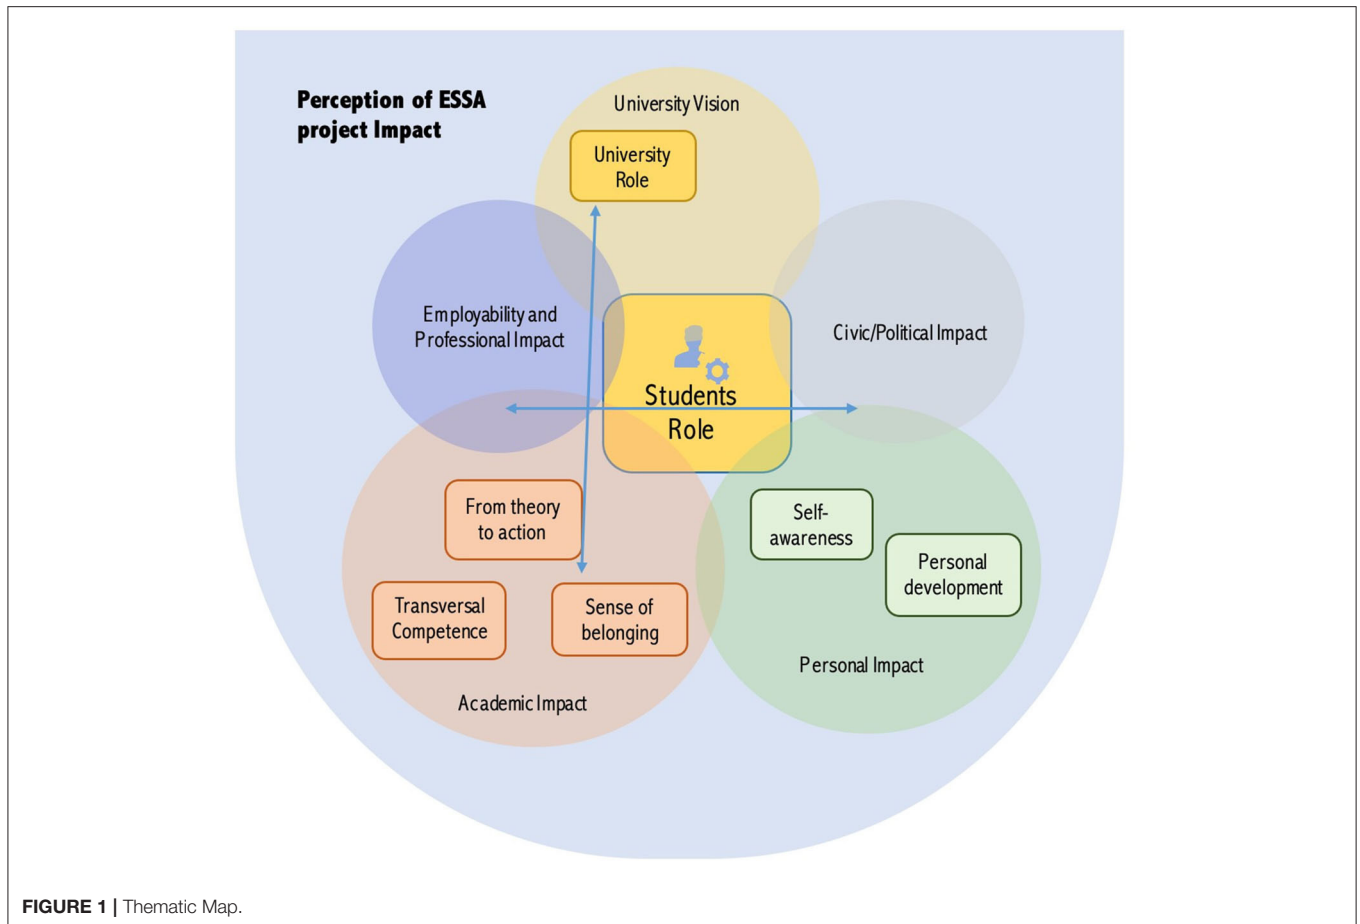 Perception of ESSA
project Impact
University Vision
University
Role
Employability and
Professional Impact
Civic/Political Impact
Students
Role
From theory
to action
Self-
awareness
Personal
development
Transversal
Competence
Sense of
belonging
Personal Impact
Academic Impact
FIGURE 1 | Thematic Map.